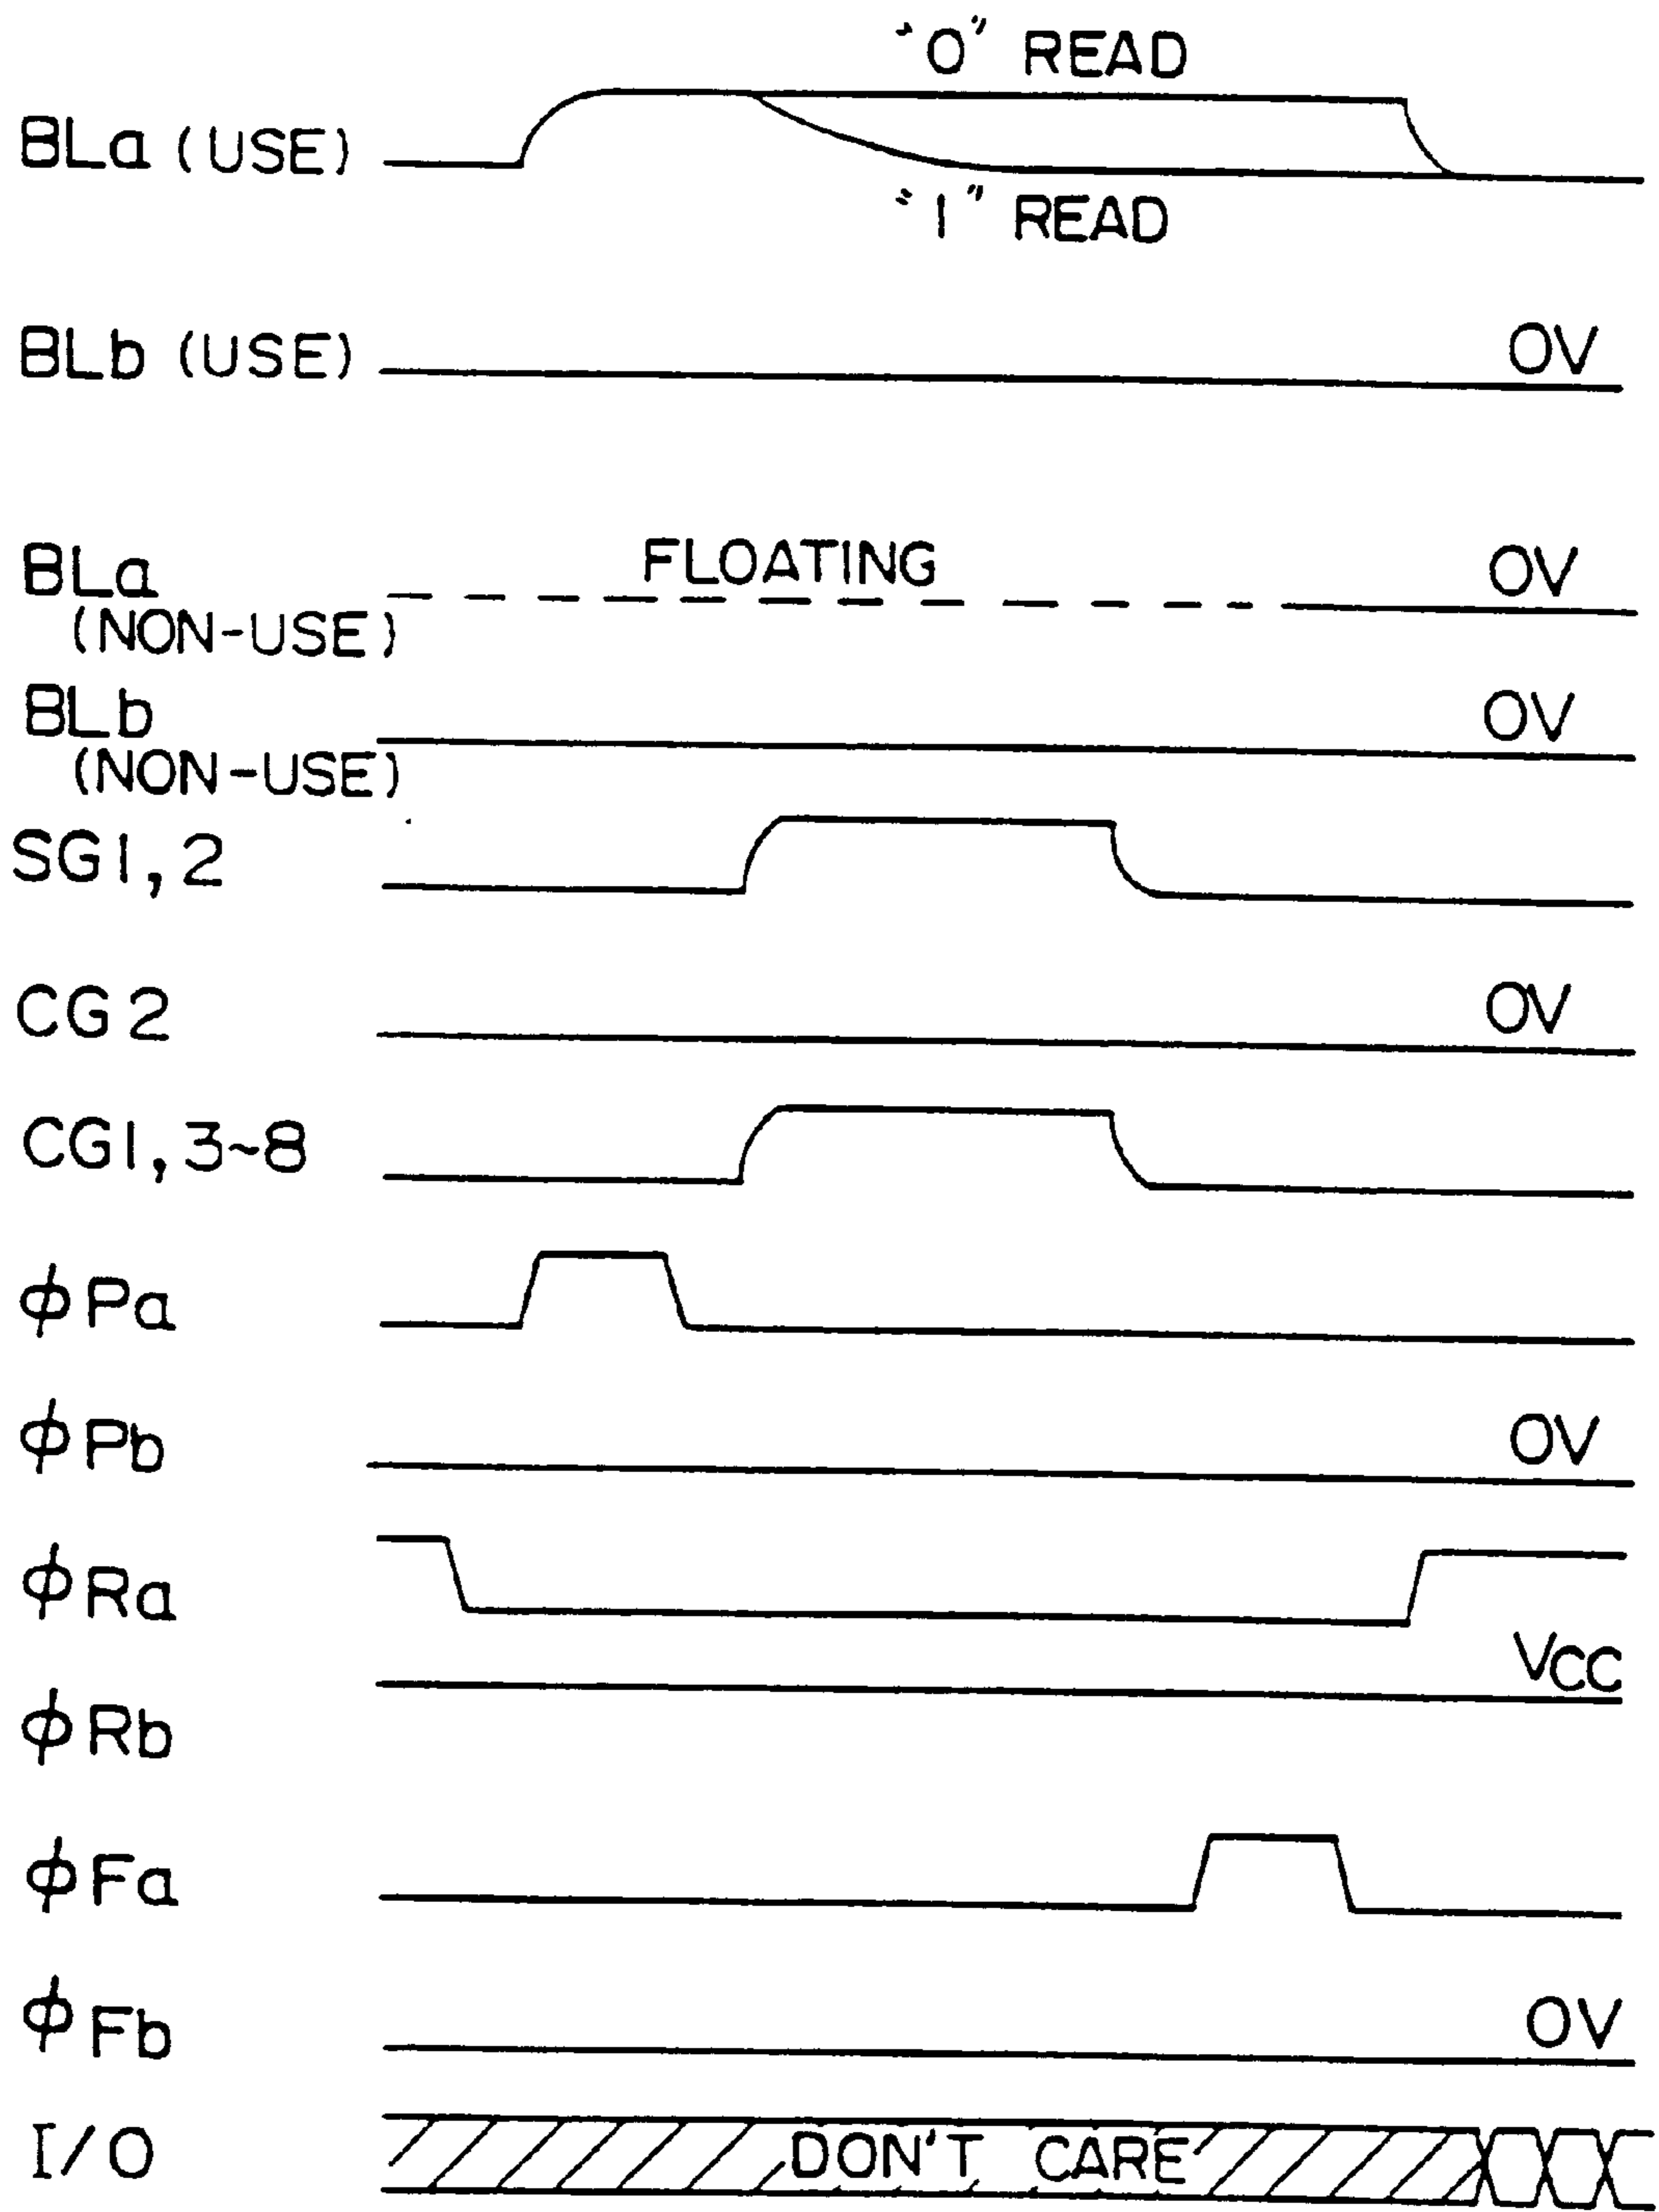 "0" READ
BLa (USE)
"1" READ
BLb (USE) 0V
BLa FLOATING 0V
(NON-USE)
BLb 0V
(NON-USE)
SG1, 2
CG2 0V
CG1, 3~8
φPa
φPb 0V
φRa
VCC
φRb
φFa
φFb 0V
I/O DON'T CARE